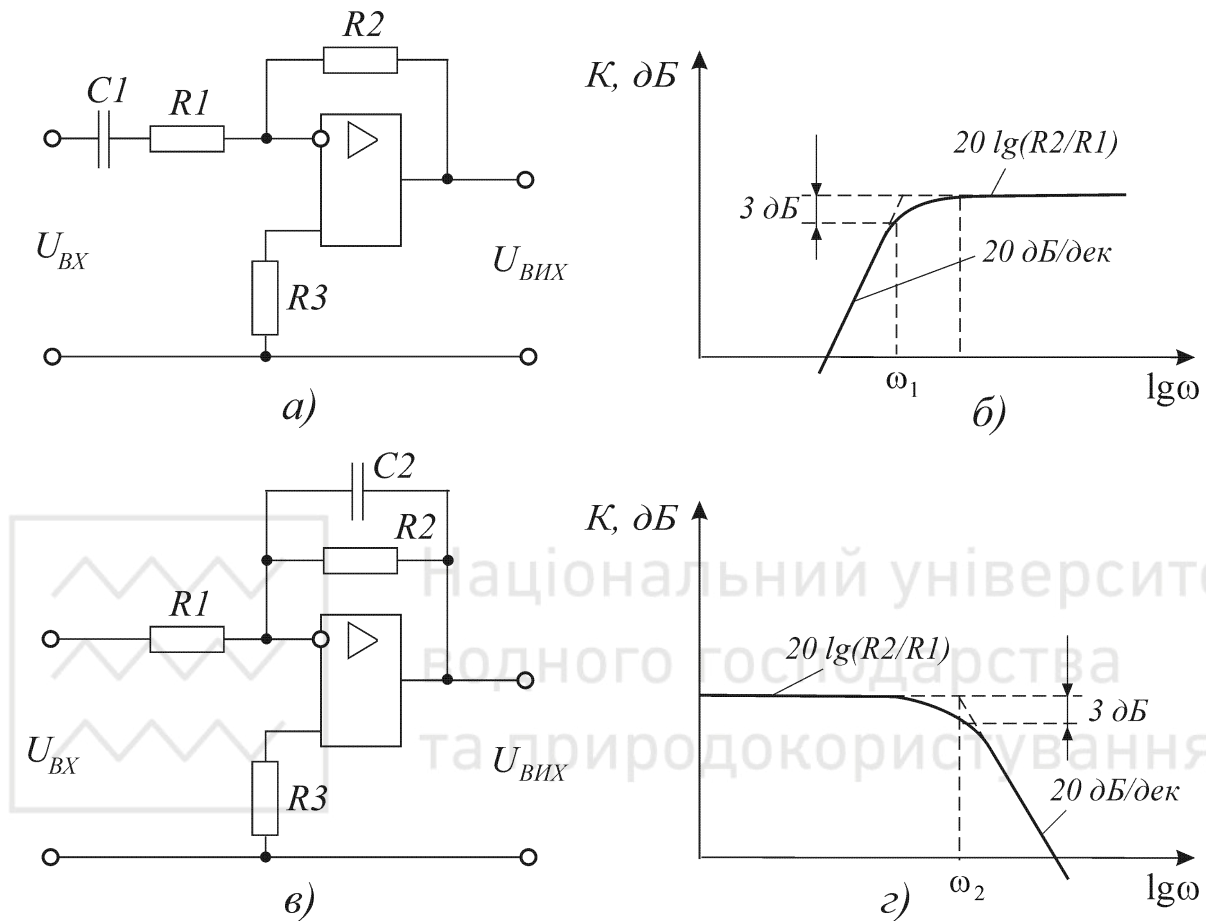 R2
C1
R1
R3
U_ВХ
U_ВИХ
а)
K, дБ
20 lg(R2/R1)
3 дБ
20 дБ/дек
ω1
lgω
б)
C2
R2
R1
R3
U_ВХ
U_ВИХ
в)
K, дБ
20 lg(R2/R1)
3 дБ
20 дБ/дек
ω2
lgω
г)
Національний університе
водного господарства
та природокористування